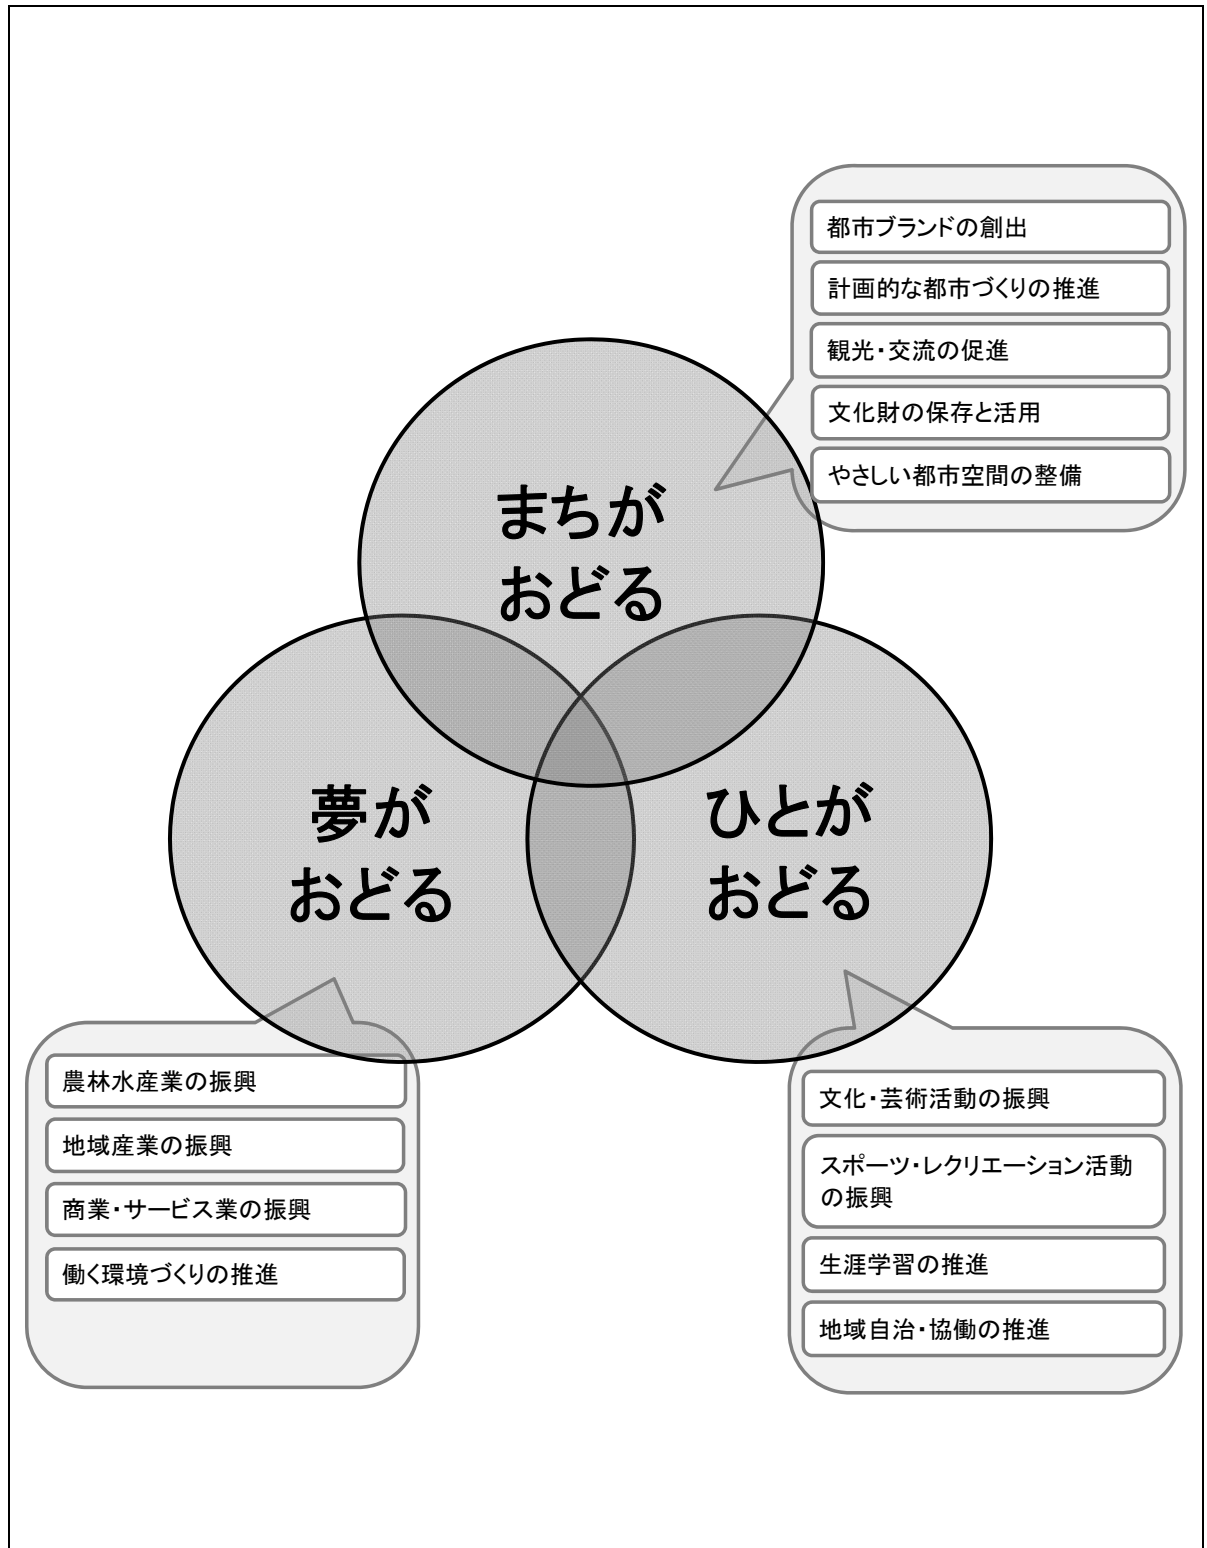 都市ブランドの創出
計画的な都市づくりの推進
観光・交流の促進
文化財の保存と活用
やさしい都市空間の整備
まちが
おどる
夢が
おどる
ひとが
おどる
農林水産業の振興
地域産業の振興
商業・サービス業の振興
働く環境づくりの推進
文化・芸術活動の振興
スポーツ・レクリエーション活動
の振興
生涯学習の推進
地域自治・協働の推進